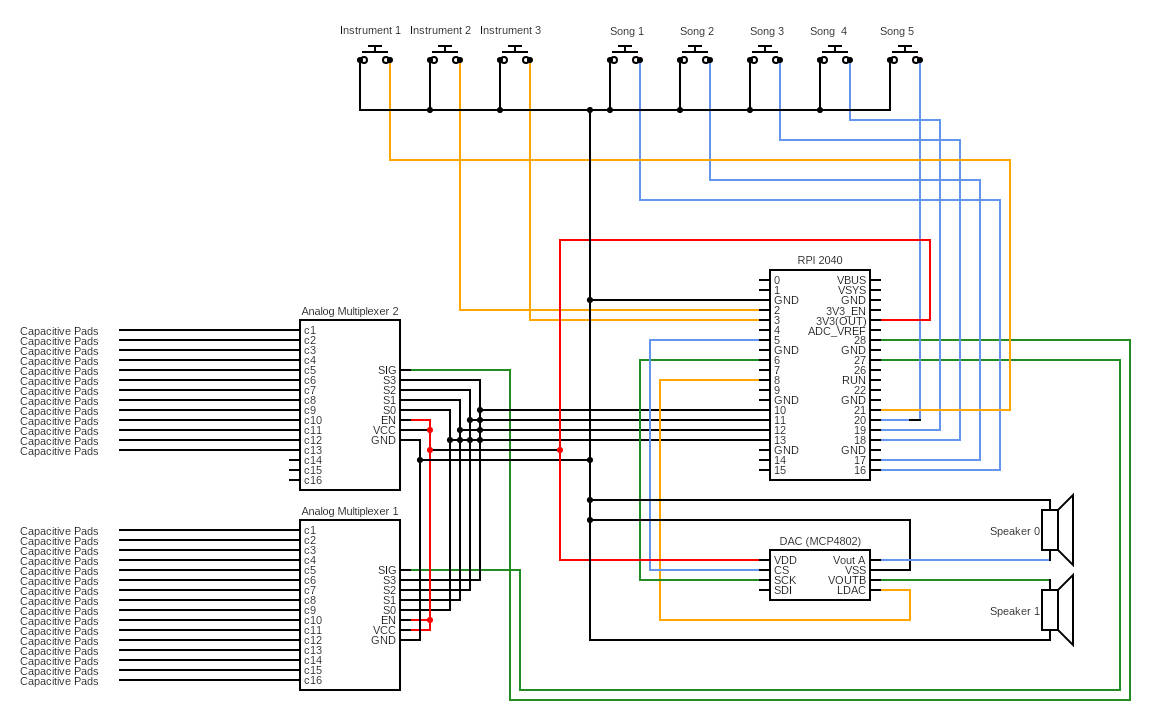 Instrument 1 Instrument 2 Instrument 3 Song 1 Song 2 Song 3 Song 4 Song 5
RPI 2040
0 VBUS
1 VSYS
GND GND
2 3V3_EN
3 3V3(OUT)
4 ADC_VREF
5 28
GND GND
6 27
7 26
8 RUN
9 22
GND GND
10 21
11 20
12 19
13 18
GND GND
14 17
15 16
Analog Multiplexer 2
Capacitive Pads c1
Capacitive Pads c2
Capacitive Pads c3
Capacitive Pads c4
Capacitive Pads c5 SIG
Capacitive Pads c6 S3
Capacitive Pads c7 S2
Capacitive Pads c8 S1
Capacitive Pads c9 S0
Capacitive Pads c10 EN
Capacitive Pads c11 VCC
Capacitive Pads c12 GND
Capacitive Pads c13
c14
c15
c16
Analog Multiplexer 1
Capacitive Pads c1
Capacitive Pads c2
Capacitive Pads c3
Capacitive Pads c4
Capacitive Pads c5 SIG
Capacitive Pads c6 S3
Capacitive Pads c7 S2
Capacitive Pads c8 S1
Capacitive Pads c9 S0
Capacitive Pads c10 EN
Capacitive Pads c11 VCC
Capacitive Pads c12 GND
Capacitive Pads c13
Capacitive Pads c14
Capacitive Pads c15
Capacitive Pads c16
DAC (MCP4802)
VDD Vout A
CS VSS
SCK VOUTB
SDI LDAC
Speaker 0
Speaker 1